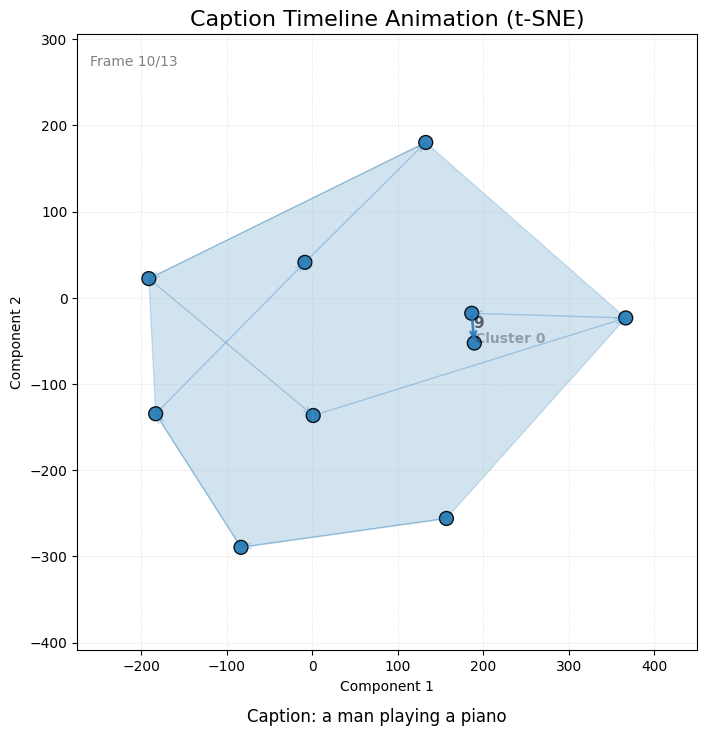 Caption Timeline Animation (t-SNE)
Frame 10/13
300
200
100
0
−100
−200
−300
−400
Component 2
9
Cluster 0
−200
−100
0
100
200
300
400
Component 1
Caption: a man playing a piano